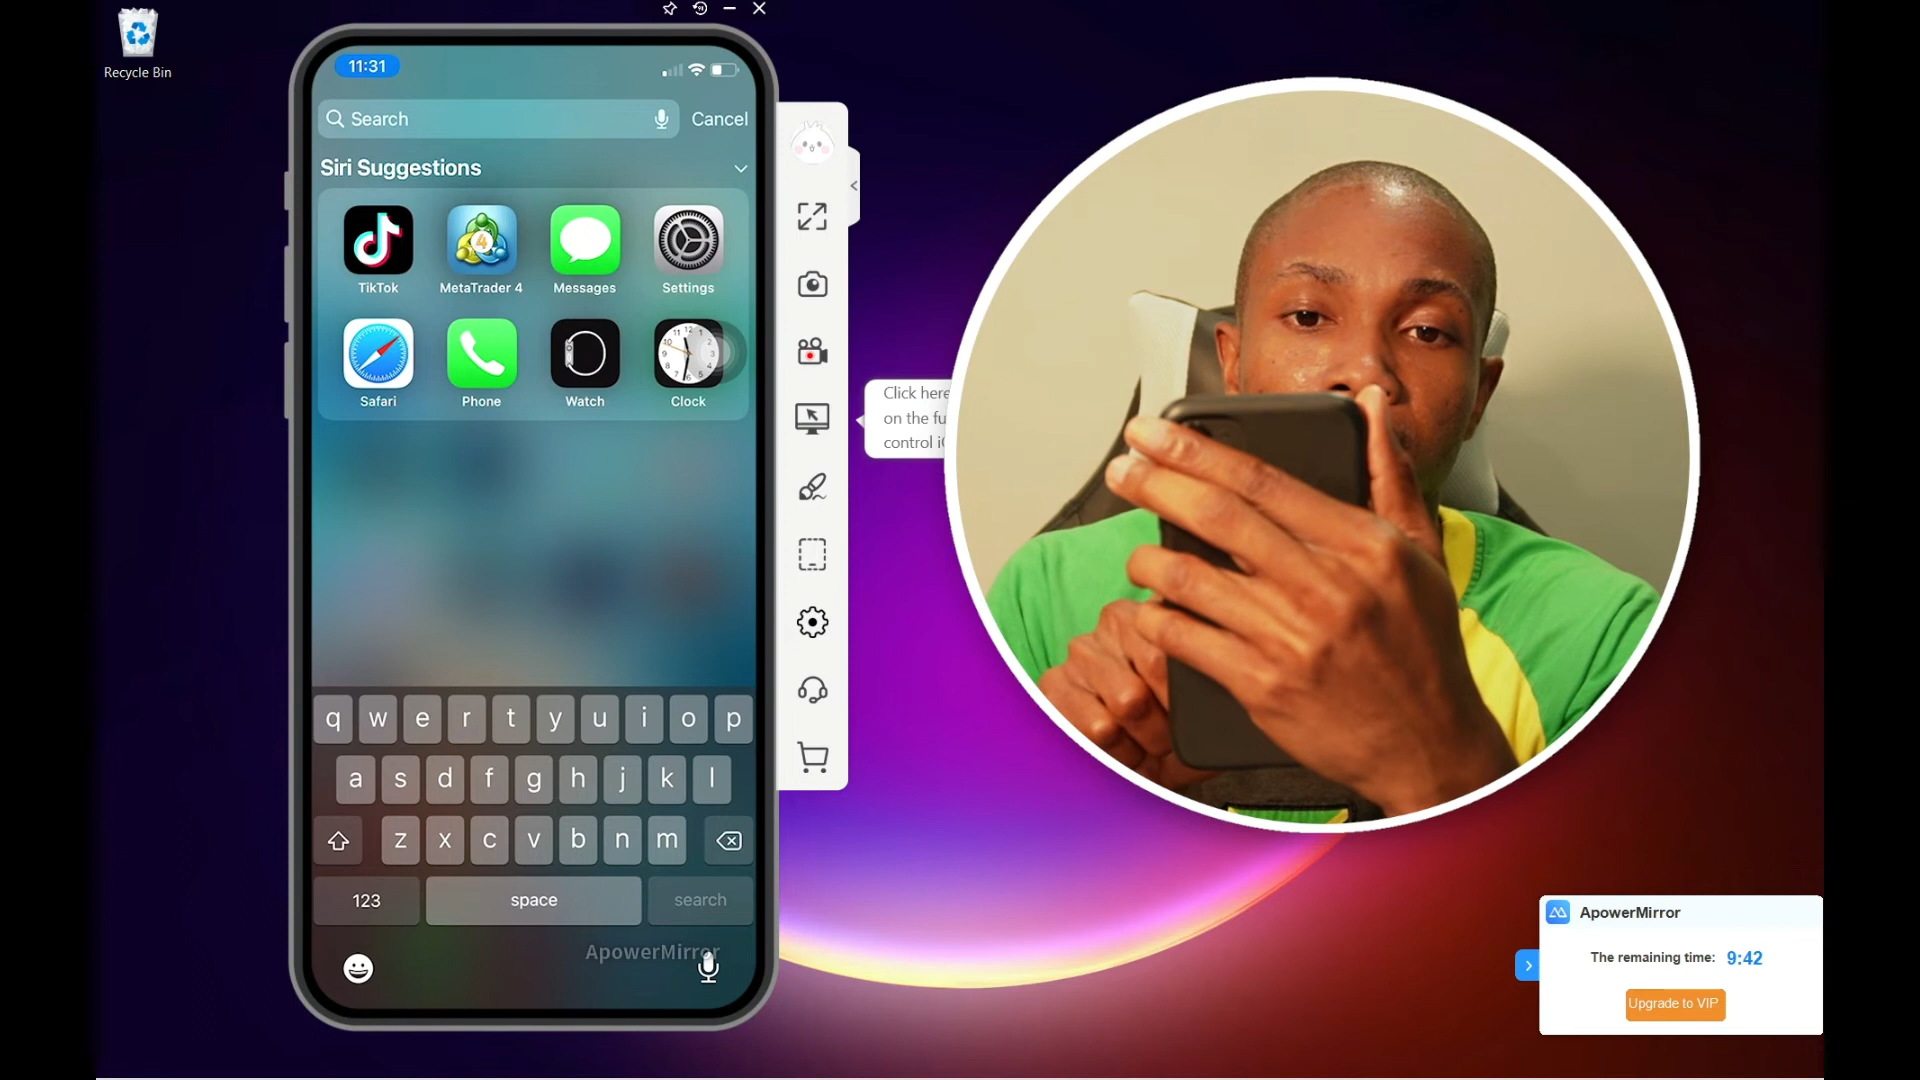 Recycle Bin
11:31
Search
Cancel
Siri Suggestions
TikTok
MetaTrader 4
Messages
Settings
Safari
Phone
Watch
Clock
Click here
on the fu
control i
q w e r t y u i o p
a s d f g h j k l
z x c v b n m
123
space
search
ApowerMirror
ApowerMirror
The remaining time: 9:42
Upgrade to VIP